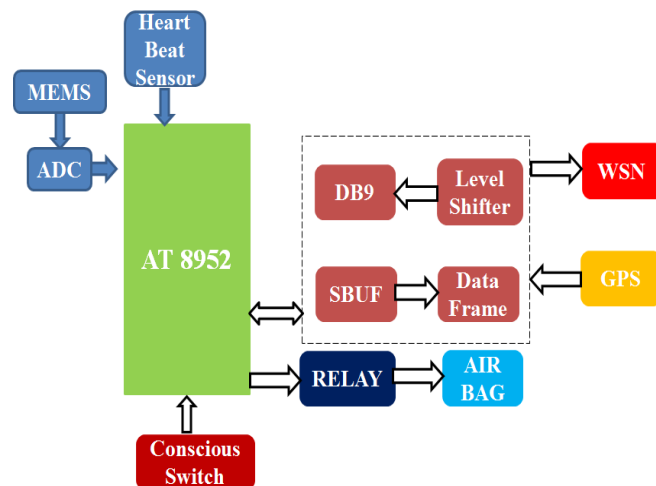 Heart
Beat
Sensor
MEMS
ADC
AT 8952
DB9
Level
Shifter
WSN
SBUF
Data
Frame
GPS
RELAY
AIR
BAG
Conscious
Switch